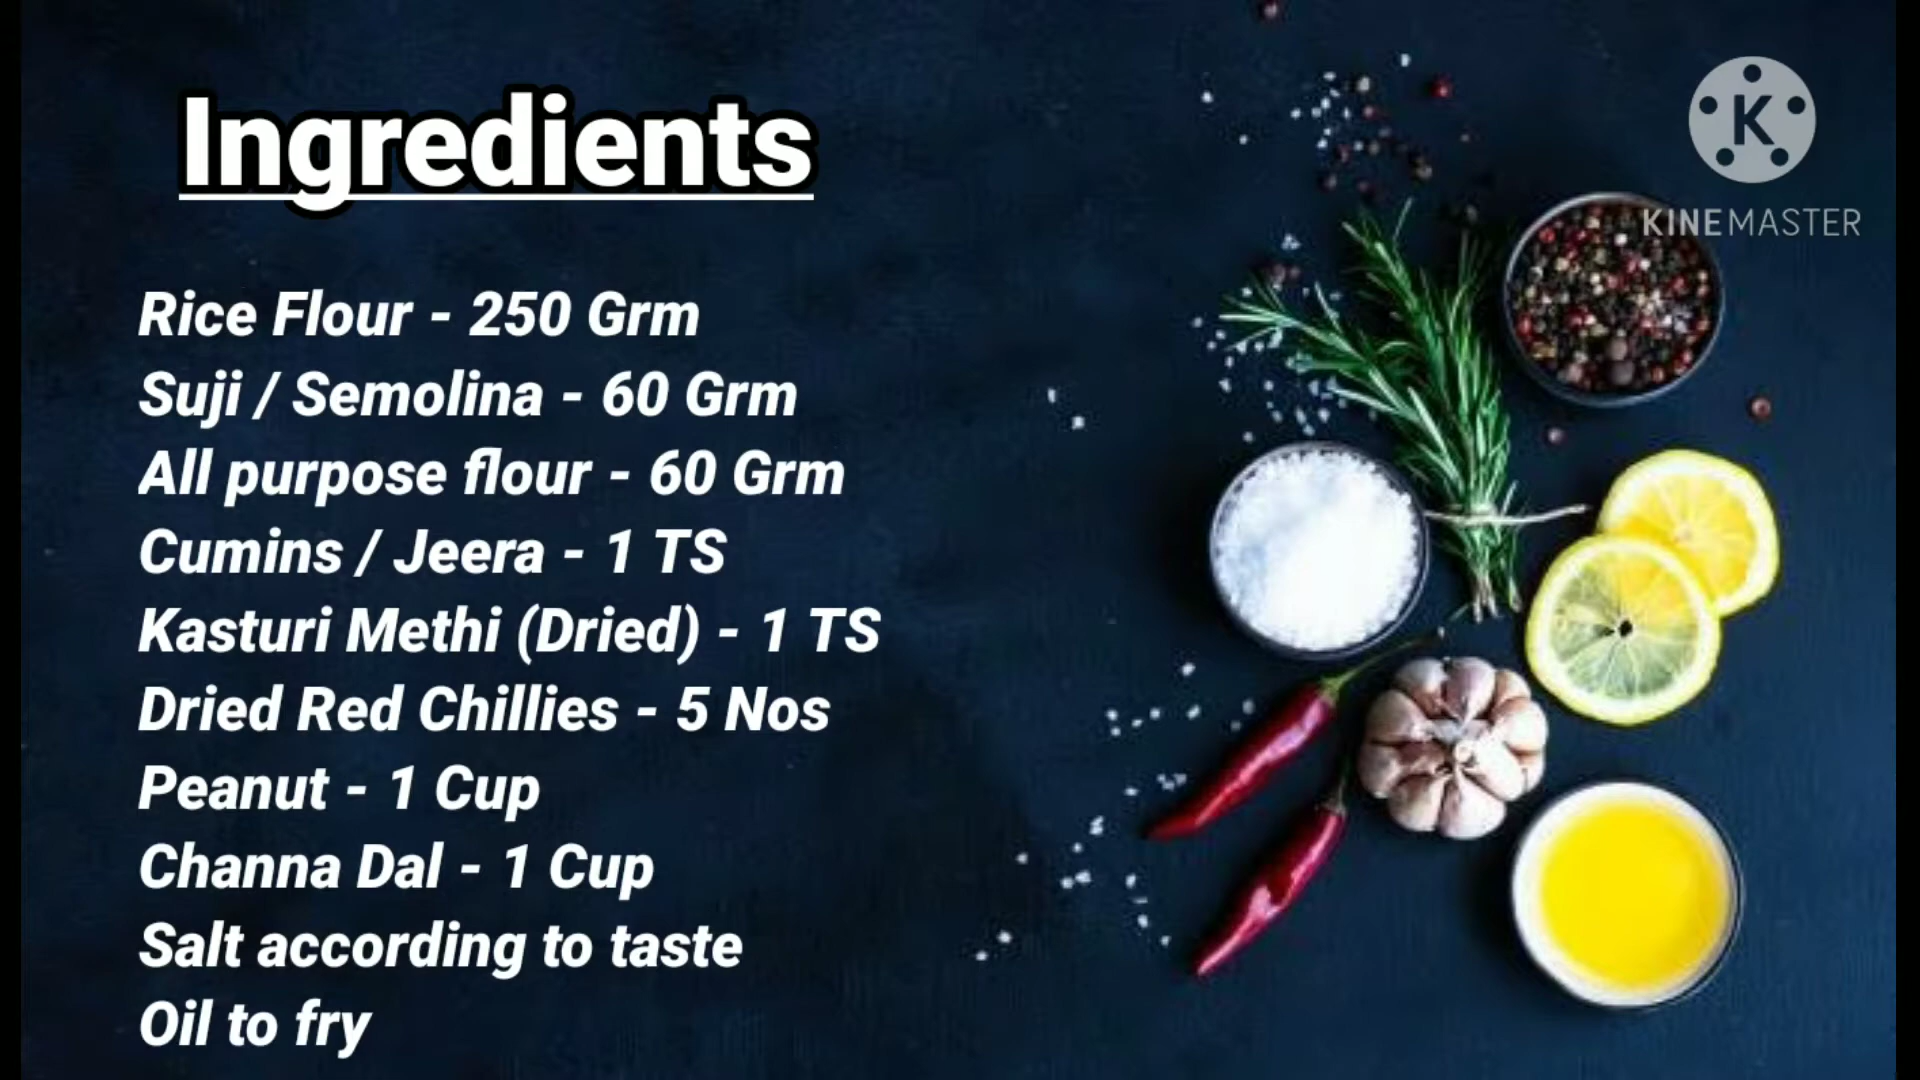 Ingredients
Rice Flour - 250 Grm
Suji / Semolina - 60 Grm
All purpose flour - 60 Grm
Cumins / Jeera - 1 TS
Kasturi Methi (Dried) - 1 TS
Dried Red Chillies - 5 Nos
Peanut - 1 Cup
Channa Dal - 1 Cup
Salt according to taste
Oil to fry
K
KINEMASTER